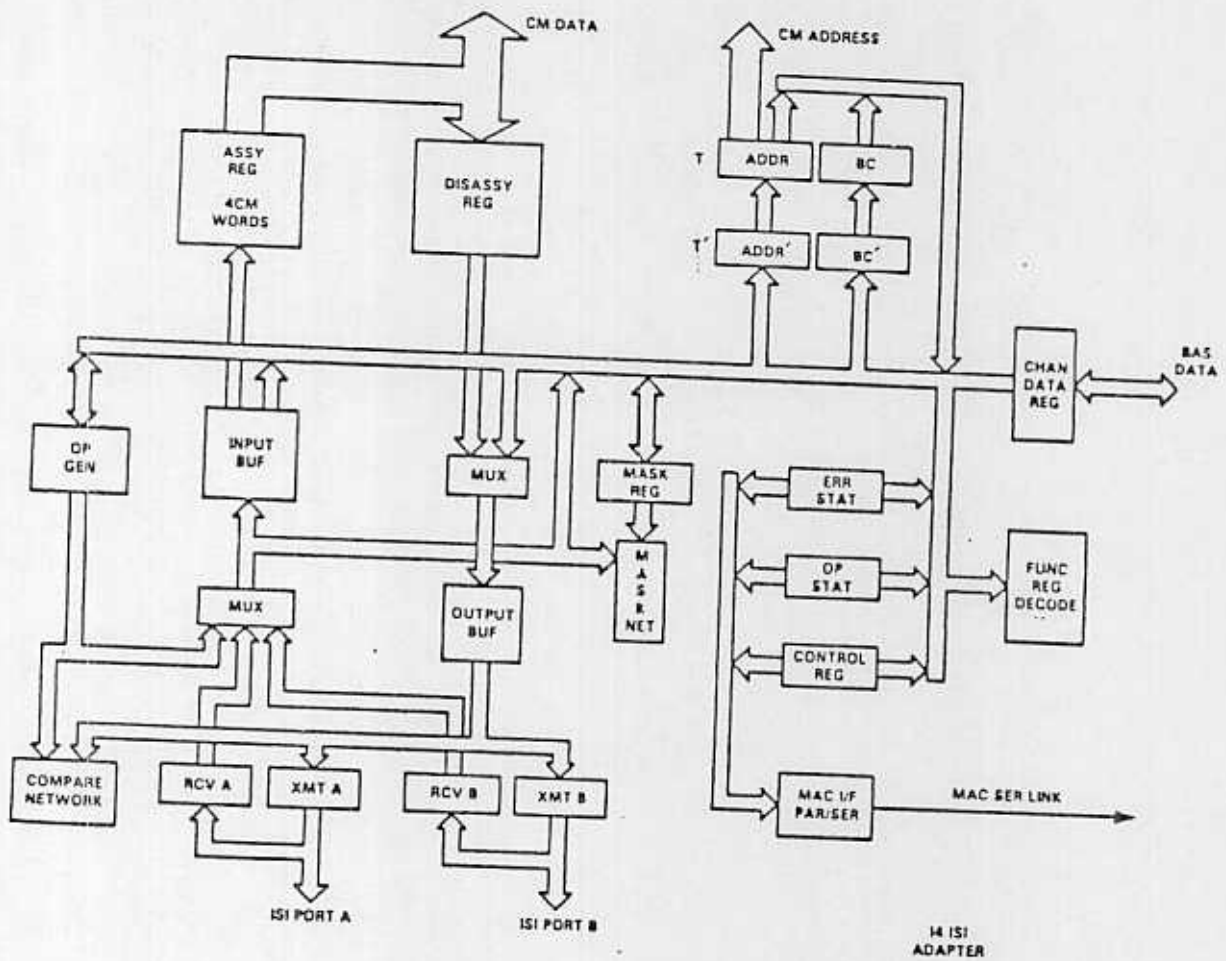 CM DATA
CM ADDRESS
ASSY
REG
4CM
WORDS
DISASSY
REG
T
ADDR
BC
T'
ADDR'
BC'
CHAN
DATA
REG
BAS
DATA
OP
GEN
INPUT
BUF
MUX
MASK
REG
ERR
STAT
M
A
S
K
NET
OP
STAT
FUNC
REG
DECODE
MUX
OUTPUT
BUF
CONTROL
REG
COMPARE
NETWORK
RCV A
XMT A
RCV B
XMT B
MAC I/F
PAR/SER
MAC SER LINK
ISI PORT A
ISI PORT B
I4 ISI
ADAPTER